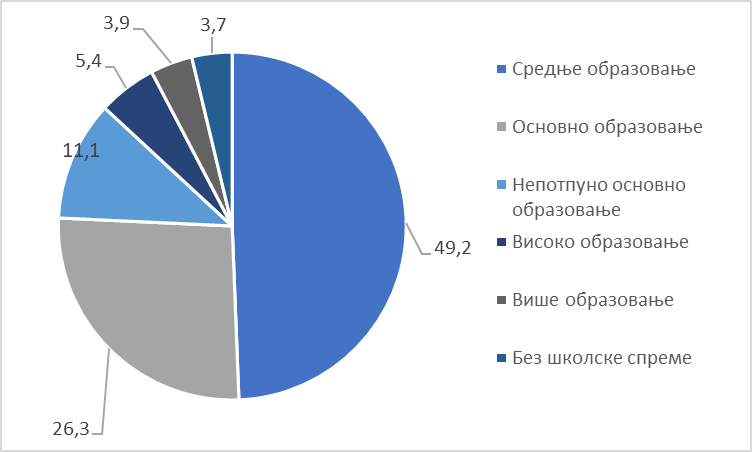 3,9
3,7
5,4
11,1
49,2
26,3
Средње образовање
Основно образовање
Непотпуно основно
образовање
Високо образовање
Више образовање
Без школске спреме